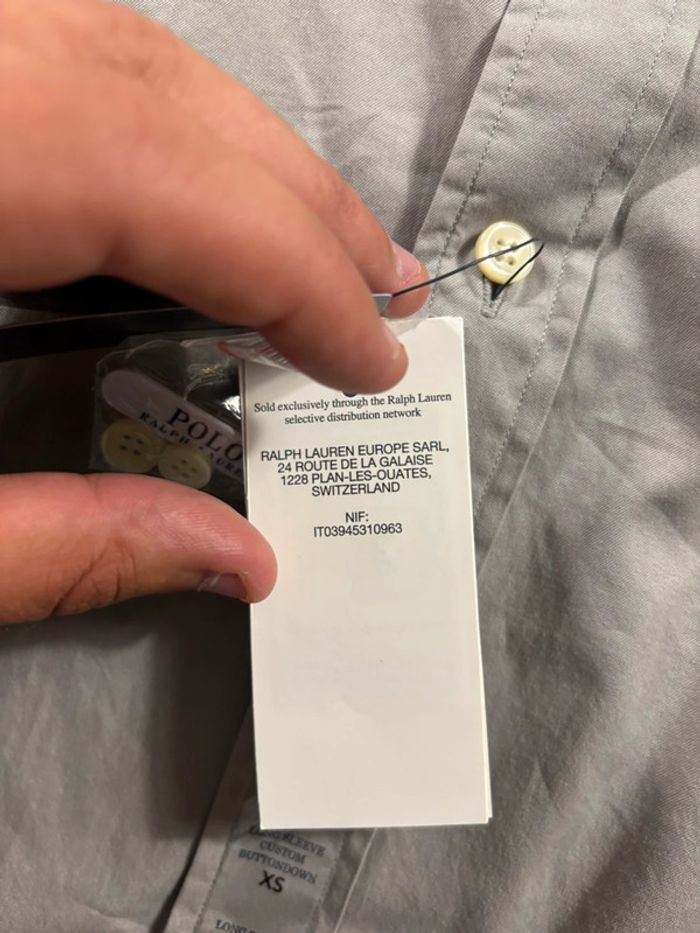 Sold exclusively through the Ralph Lauren
selective distribution network
RALPH LAUREN EUROPE SARL,
24 ROUTE DE LA GALAISE
1228 PLAN-LES-OUATES,
SWITZERLAND
NIF:
IT03945310963
POLO
RALPH LAUREN
LONG SLEEVE
CUSTOM
BUTTONDOWN
XS
LONG